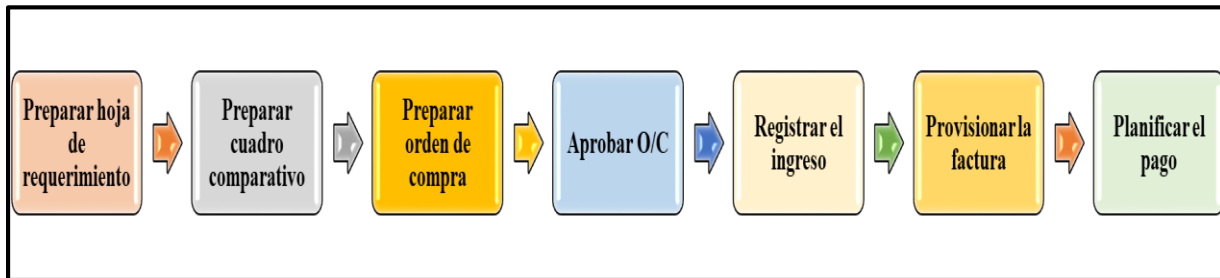 Preparar hoja
de
requerimiento
Preparar
cuadro
comparativo
Preparar
orden de
compra
Aprobar O/C
Registrar el
ingreso
Provisionar la
factura
Planificar el
pago